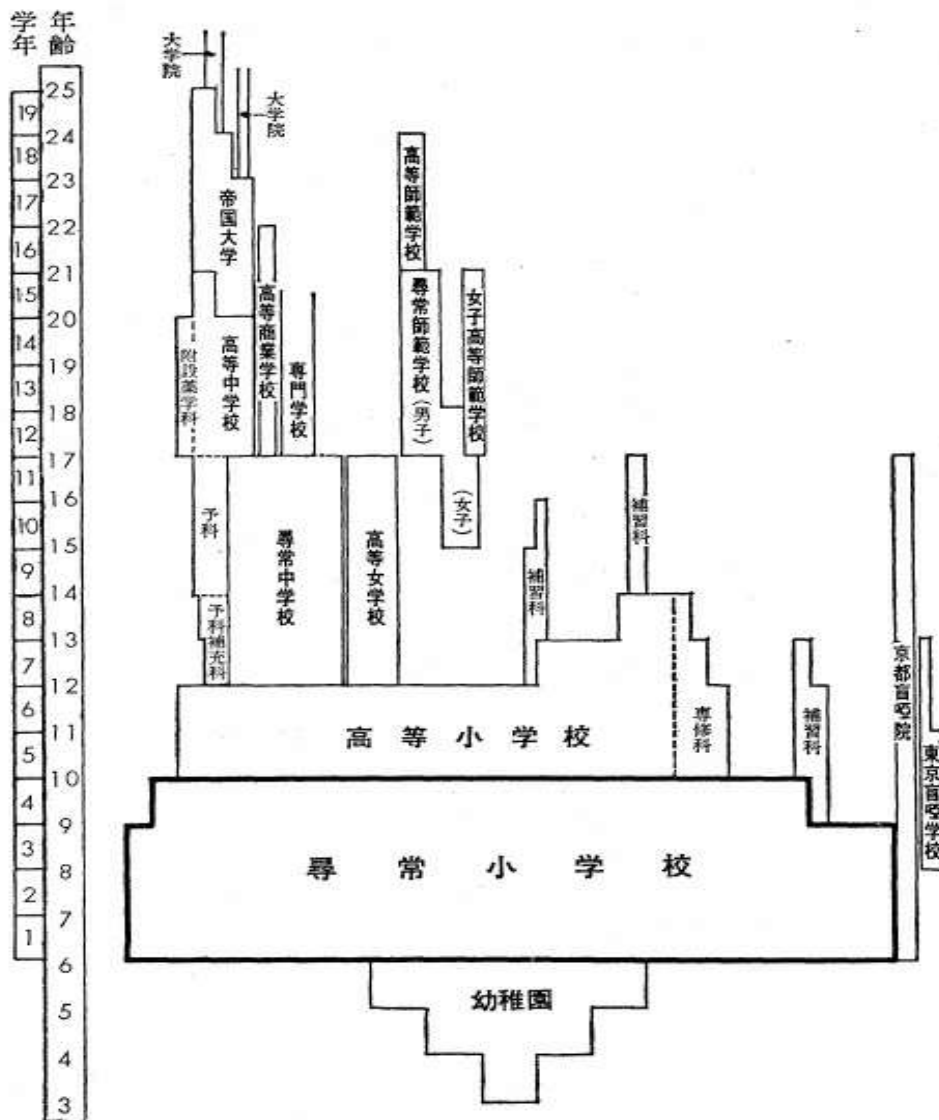 学年
年齢
大学院
大学院
25
24
23
22
21
20
19
18
17
16
15
14
13
12
11
10
9
8
7
6
5
4
3
19
18
17
16
15
14
13
12
11
10
9
8
7
6
5
4
3
2
1
帝国大学
高等中学校
附設薬学科
高等商業学校
専門学校
高等師範学校
尋常師範学校(男子)
女子高等師範学校
(女子)
予科
予科補充科
尋常中学校
高等女学校
補習科
補習科
高等小学校
専修科
補習科
京都盲啞院
東京盲啞学校
尋常小学校
幼稚園